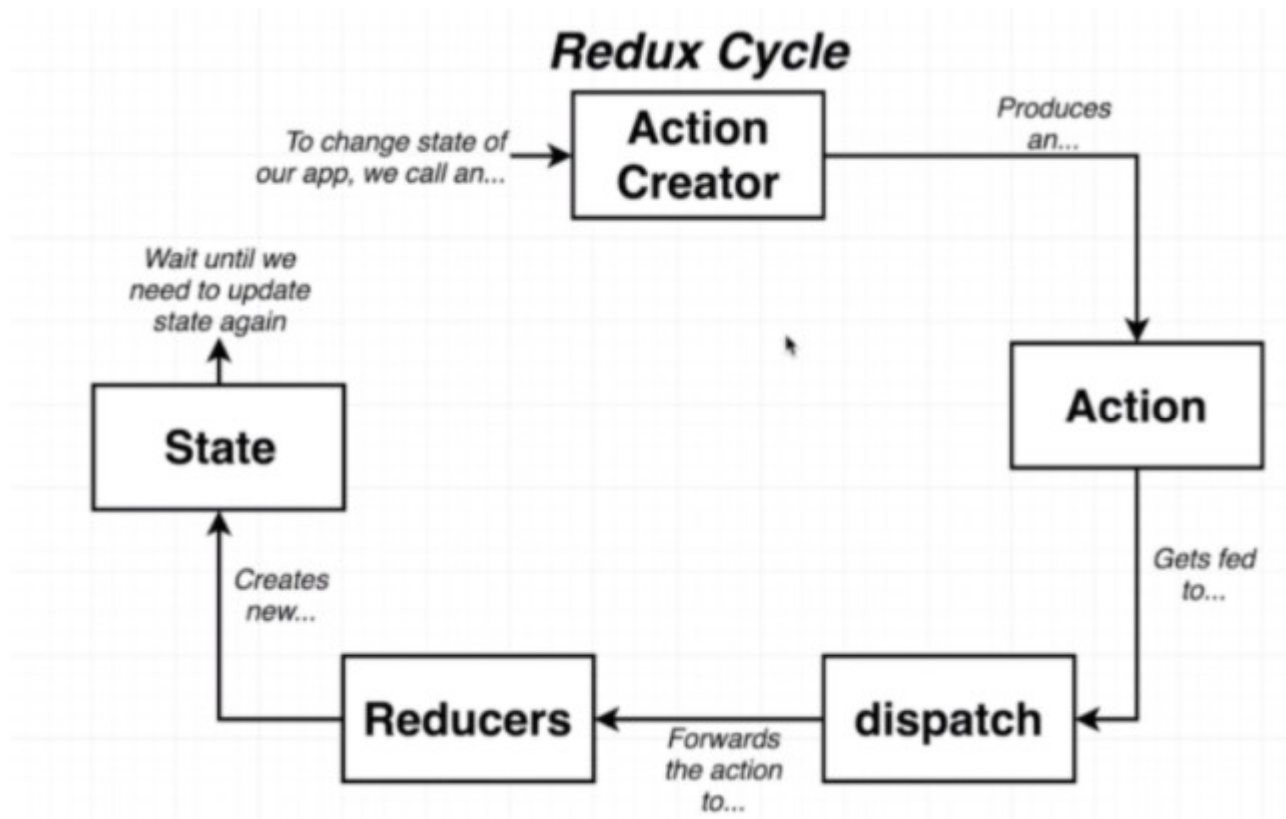 Redux Cycle
To change state of
our app, we call an...
Action
Creator
Produces
an...
Action
Gets fed
to...
dispatch
Forwards
the action
to...
Reducers
Creates
new...
State
Wait until we
need to update
state again